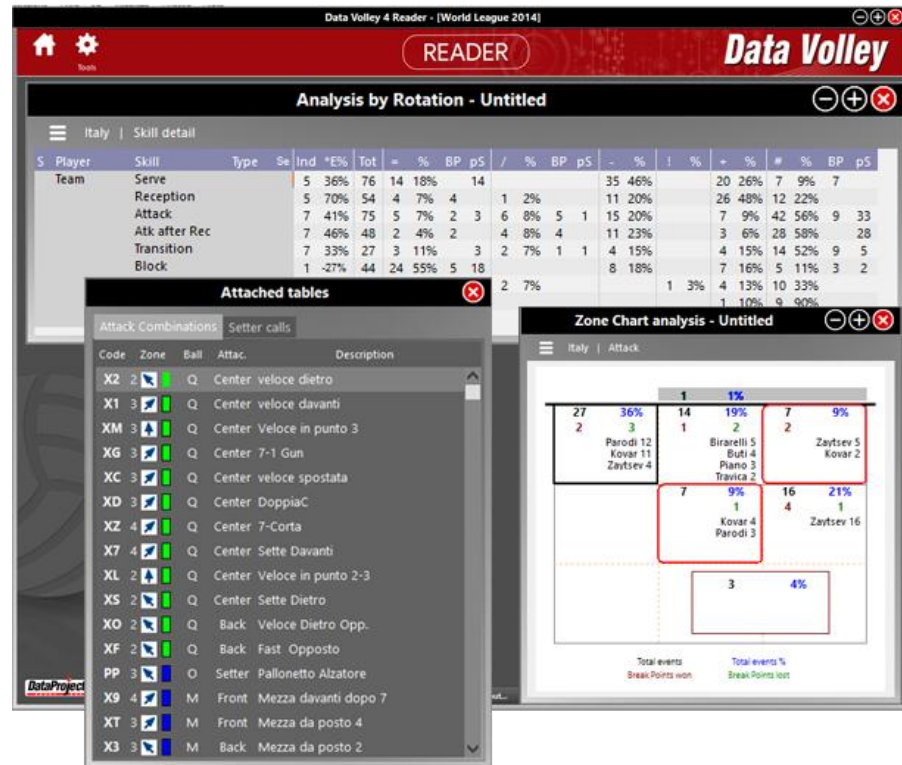 Data Volley 4 Reader - [World League 2014]
Tools
READER
Data Volley
Analysis by Rotation - Untitled
Italy | Skill detail
S Player Skill Type Se Ind *E% Tot = % BP pS / % BP pS - % ! % + % # % BP pS
Team Serve 5 36% 76 14 18% 14 35 46% 20 26% 7 9% 7
Reception 5 70% 54 4 7% 4 1 2% 11 20% 26 48% 12 22%
Attack 7 41% 75 5 7% 2 3 6 8% 5 1 15 20% 7 9% 42 56% 9 33
Atk after Rec 7 46% 48 2 4% 2 4 8% 4 11 23% 3 6% 28 58% 28
Transition 7 33% 27 3 11% 3 2 7% 1 1 4 15% 4 15% 14 52% 9 5
Block 1 -27% 44 24 55% 5 18 8 18% 7 16% 5 11% 3 2
2 7% 1 3% 4 13% 10 33%
1 10% 9 90%
Attached tables
Attack Combinations Setter calls
Code Zone Ball Attac. Description
X2 2 Q Center veloce dietro
X1 3 Q Center veloce davanti
XM 3 Q Center Veloce in punto 3
XG 3 Q Center 7-1 Gun
XC 3 Q Center veloce spostata
XD 3 Q Center DoppiaC
XZ 4 Q Center 7-Corta
X7 4 Q Center Sette Davanti
XL 2 Q Center Veloce in punto 2-3
XS 2 Q Center Sette Dietro
XO 2 Q Back Veloce Dietro Opp.
XF 2 Q Back Fast Opposto
PP 3 O Setter Pallonetto Alzatore
X9 4 M Front Mezza davanti dopo 7
XT 3 M Front Mezza da posto 4
X3 3 M Back Mezza da posto 2
Zone Chart analysis - Untitled
Italy | Attack
1 1%
27 36% 14 19% 7 9%
2 3 1 2 2
Parodi 12 Birarelli 5 Zaytsev 5
Kovar 11 Buti 4 Kovar 2
Zaytsev 4 Piano 3
Travica 2
7 9% 16 21%
1 4 1
Kovar 4 Zaytsev 16
Parodi 3
3 4%
Total events Total events %
Break Points won Break Points lost
DataProject